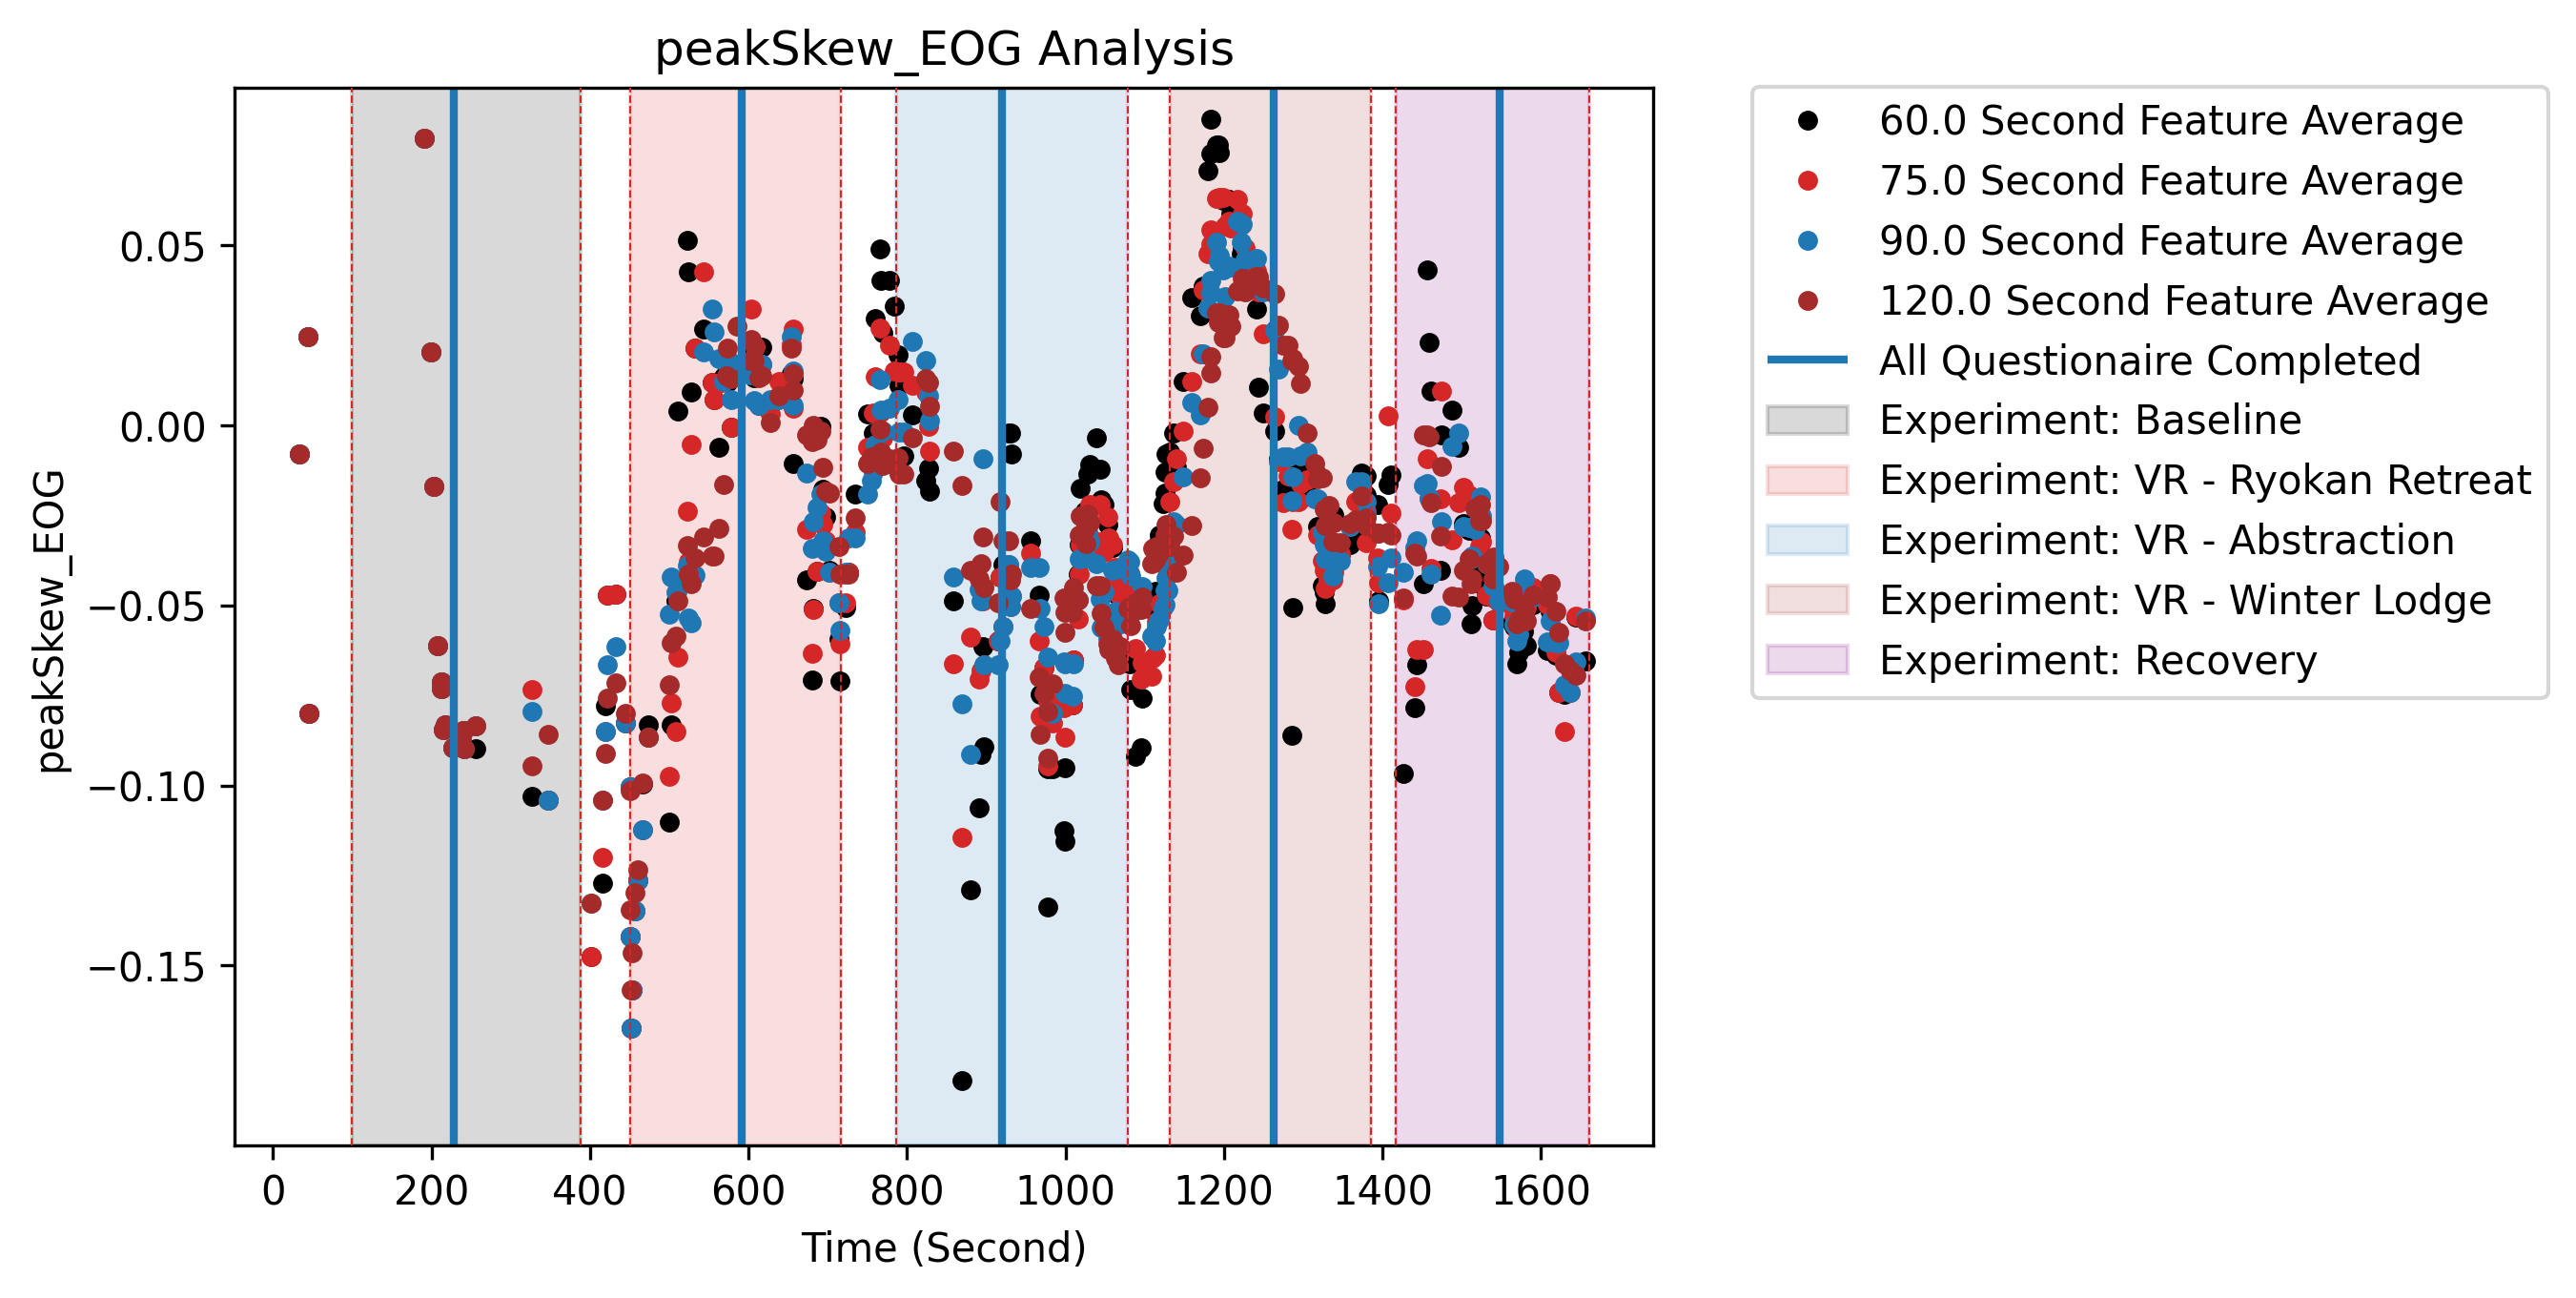 peakSkew_EOG Analysis
peakSkew_EOG
0.05
0.00
−0.05
−0.10
−0.15
0 200 400 600 800 1000 1200 1400 1600
Time (Second)
60.0 Second Feature Average
75.0 Second Feature Average
90.0 Second Feature Average
120.0 Second Feature Average
All Questionaire Completed
Experiment: Baseline
Experiment: VR - Ryokan Retreat
Experiment: VR - Abstraction
Experiment: VR - Winter Lodge
Experiment: Recovery